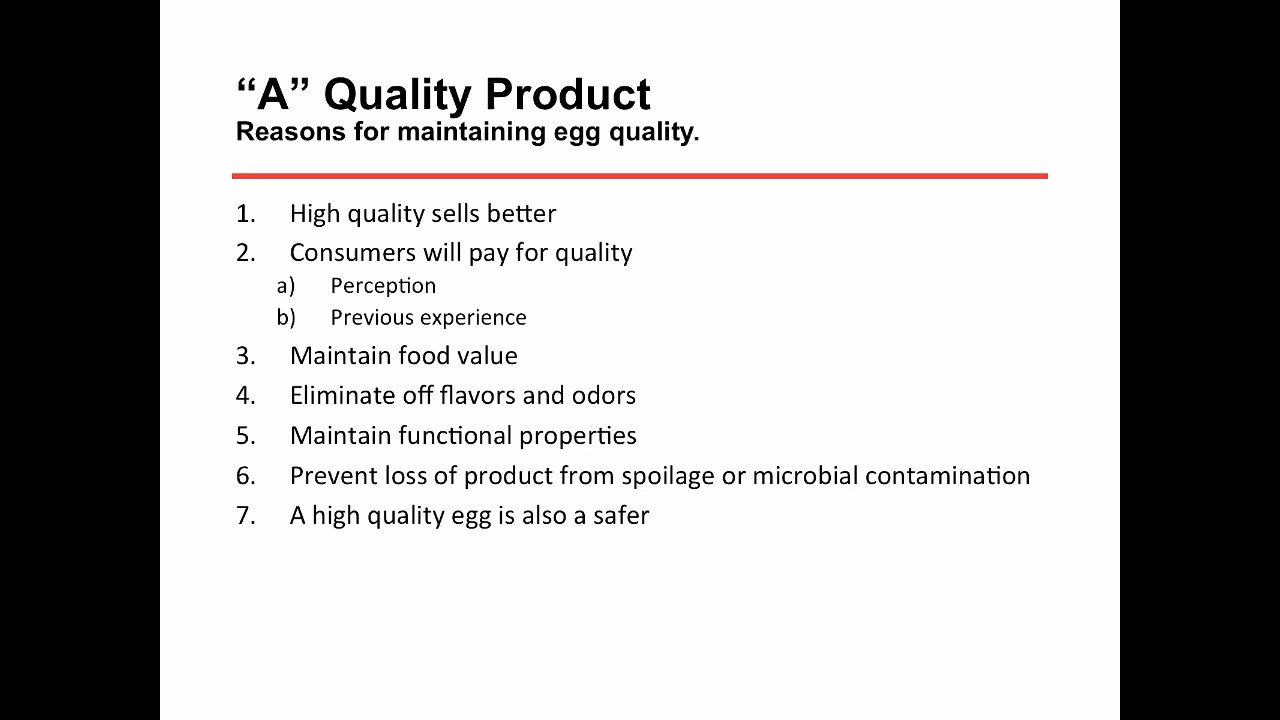 “A” Quality Product
Reasons for maintaining egg quality.
1. High quality sells better
2. Consumers will pay for quality
a) Perception
b) Previous experience
3. Maintain food value
4. Eliminate off flavors and odors
5. Maintain functional properties
6. Prevent loss of product from spoilage or microbial contamination
7. A high quality egg is also a safer